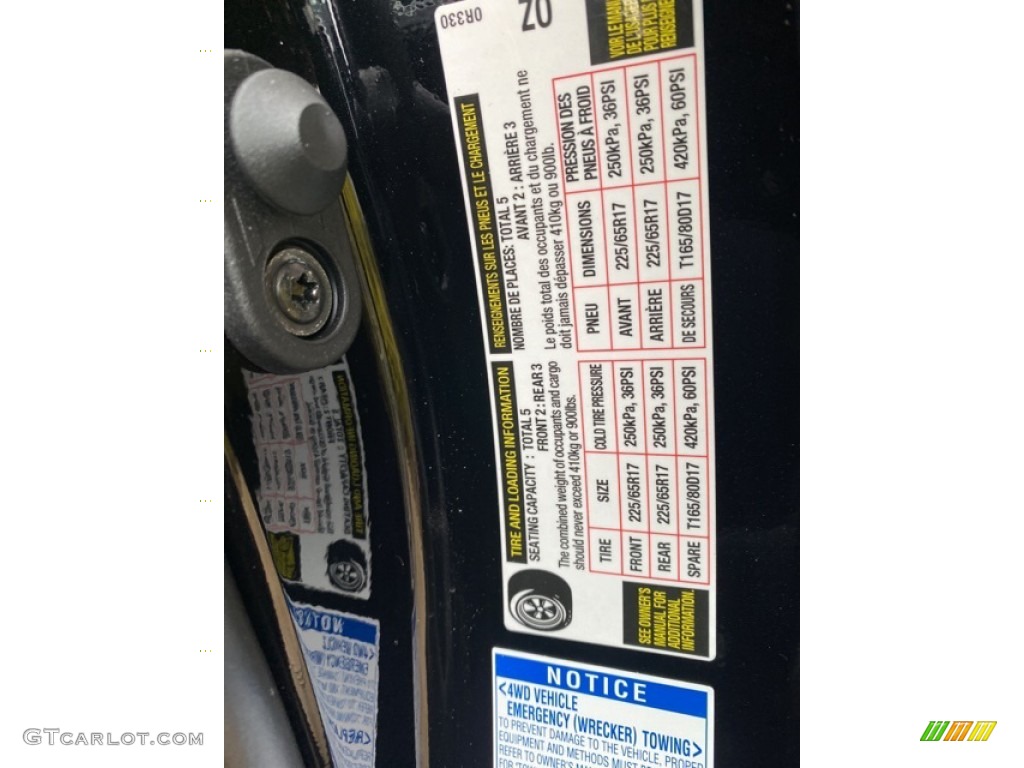 TIRE AND LOADING INFORMATION
SEATING CAPACITY : TOTAL 5
FRONT 2 : REAR 3
The combined weight of occupants and cargo
should never exceed 410kg or 900lbs.
TIRE SIZE COLD TIRE PRESSURE
FRONT 225/65R17 250kPa, 36PSI
REAR 225/65R17 250kPa, 36PSI
SPARE T165/80D17 420kPa, 60PSI
SEE OWNER'S
MANUAL FOR
ADDITIONAL
INFORMATION.
0R330
OZ
RENSEIGNEMENTS SUR LES PNEUS ET LE CHARGEMENT
NOMBRE DE PLACES: TOTAL 5
AVANT 2 : ARRIÈRE 3
Le poids total des occupants et du chargement ne
doit jamais dépasser 410kg ou 900lb.
PNEU DIMENSIONS PRESSION DES
PNEUS À FROID
AVANT 225/65R17 250kPa, 36PSI
ARRIÈRE 225/65R17 250kPa, 36PSI
DE SECOURS T165/80D17 420kPa, 60PSI
VOIR LE
DE
POUR PLUS
NOTICE
<4WD VEHICLE
EMERGENCY (WRECKER) TOWING>
TO PREVENT DAMAGE TO THE VEHICLE, PROPER
EQUIPMENT AND METHODS MUST BE
REFER TO OWNER'S
GTCARLOT.COM